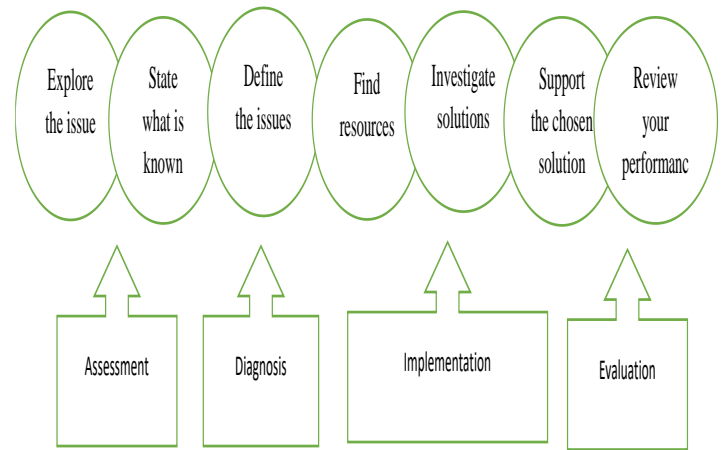 Explore
the issue
State
what is
known
Define
the issues
Find
resources
Investigate
solutions
Support
the chosen
solution
Review
your
performanc
Assessment
Diagnosis
Implementation
Evaluation